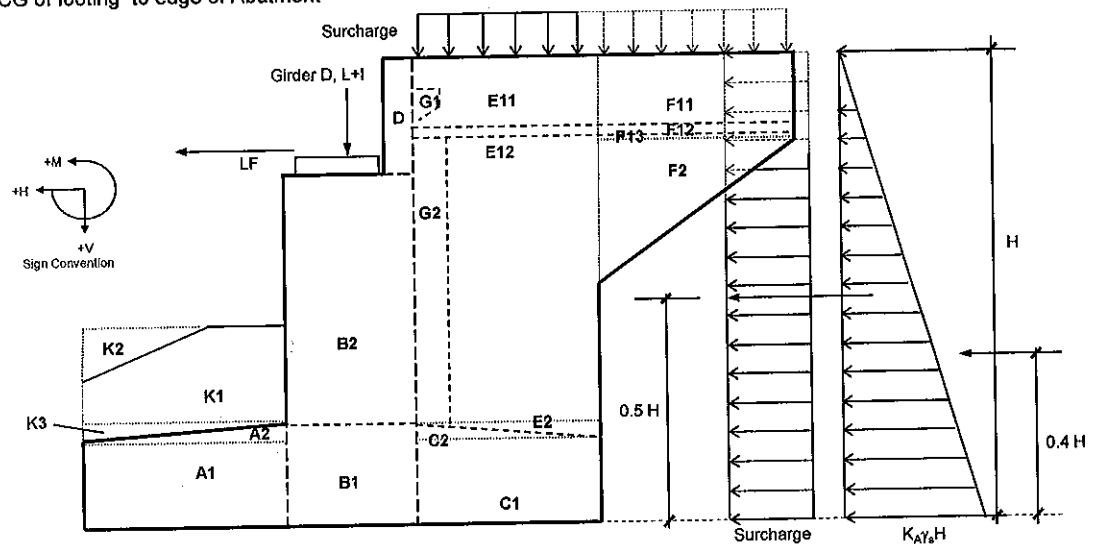 CG of footing to edge of Abutment
Surcharge
Girder D, L+I
G1
E11
F11
D
F12
F13
E12
LF
F2
+M
+H
G2
+V
Sign Convention
H
K2
B2
K1
0.5 H
K3
E2
A2
C2
0.4 H
A1
B1
C1
Surcharge
KAγsH